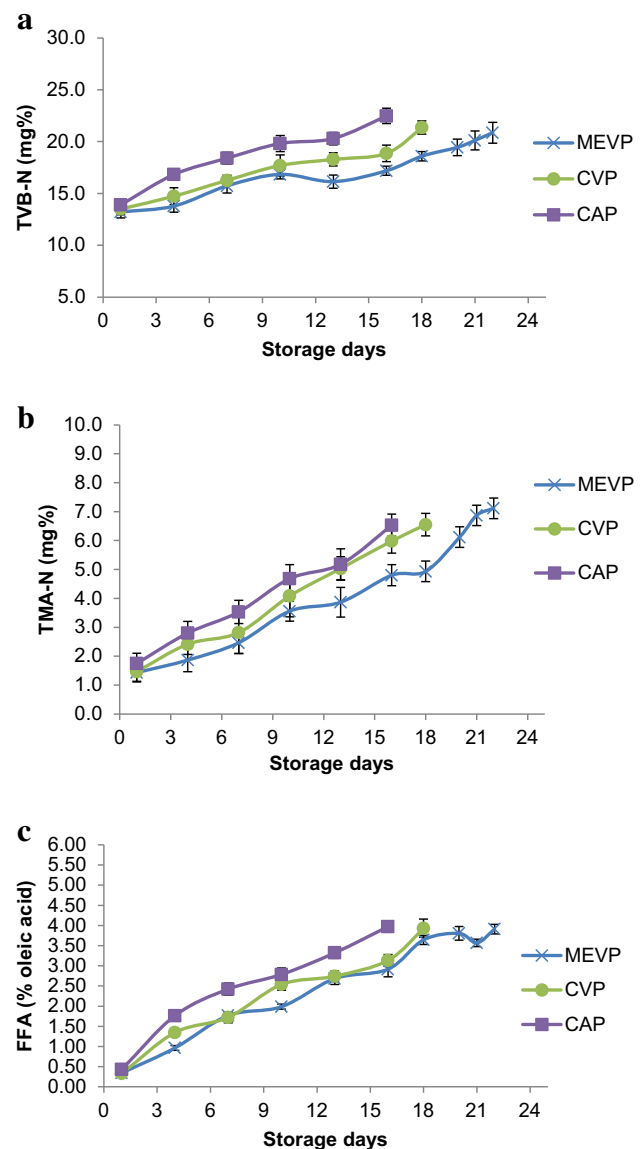 a
TVB-N (mg%)
30.0
25.0
20.0
15.0
10.0
5.0
0 3 6 9 12 15 18 21 24
Storage days
MEVP
CVP
CAP
b
TMA-N (mg%)
10.0
9.0
8.0
7.0
6.0
5.0
4.0
3.0
2.0
1.0
0.0
0 3 6 9 12 15 18 21 24
Storage days
MEVP
CVP
CAP
c
FFA (% oleic acid)
6.00
5.50
5.00
4.50
4.00
3.50
3.00
2.50
2.00
1.50
1.00
0.50
0.00
0 3 6 9 12 15 18 21 24
Storage days
MEVP
CVP
CAP